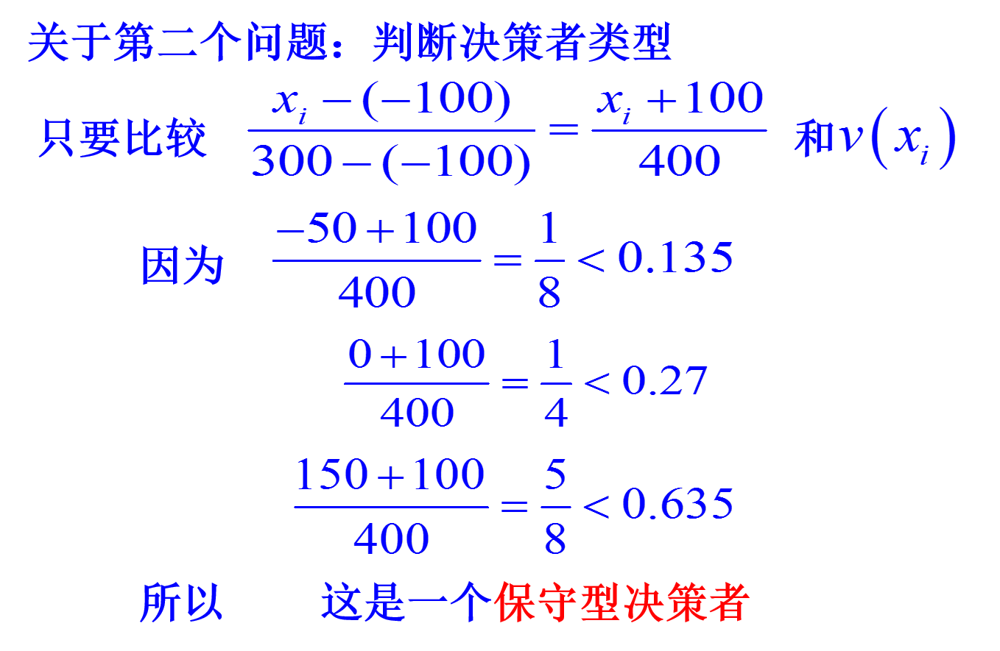 关于第二个问题：判断决策者类型
只要比较 \frac{x_i-(-100)}{300-(-100)}=\frac{x_i+100}{400} 和v(x_i)
因为 \frac{-50+100}{400}=\frac{1}{8}<0.135
\frac{0+100}{400}=\frac{1}{4}<0.27
\frac{150+100}{400}=\frac{5}{8}<0.635
所以 这是一个保守型决策者